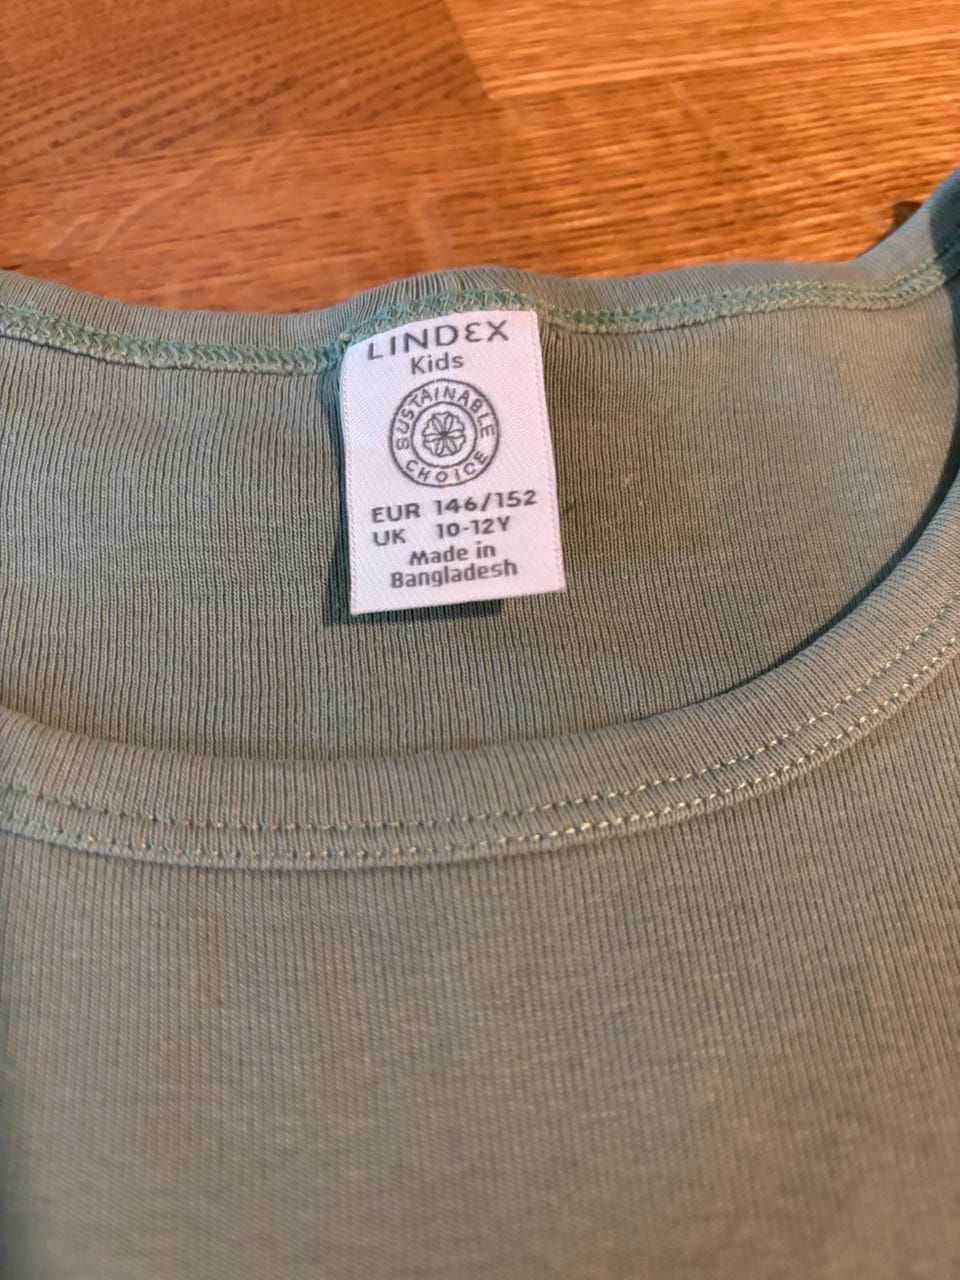 LINDEX
Kids
SUSTAINABLE
CHOICE
EUR 146/152
UK 10-12Y
Made in
Bangladesh